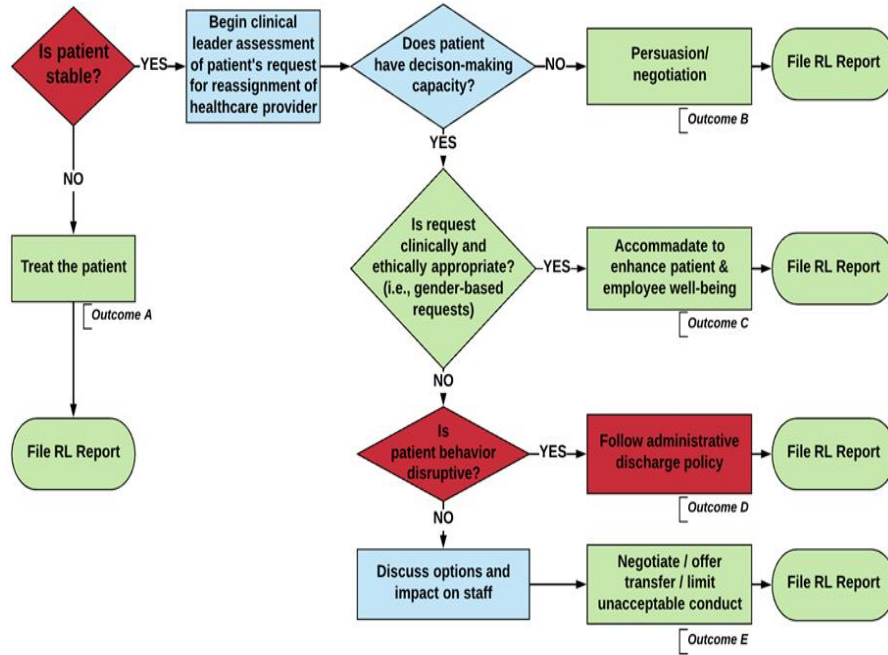 Is patient
stable?
YES
Begin clinical
leader assessment
of patient's request
for reassignment of
healthcare provider
Does patient
have decison-making
capacity?
NO
Persuasion/
negotiation
Outcome B
File RL Report
NO
Treat the patient
Outcome A
File RL Report
YES
Is request
clinically and
ethically appropriate?
(i.e., gender-based
requests)
YES
Accommadate to
enhance patient &
employee well-being
Outcome C
File RL Report
NO
Is
patient behavior
disruptive?
YES
Follow administrative
discharge policy
Outcome D
File RL Report
NO
Discuss options and
impact on staff
Negotiate / offer
transfer / limit
unacceptable conduct
Outcome E
File RL Report